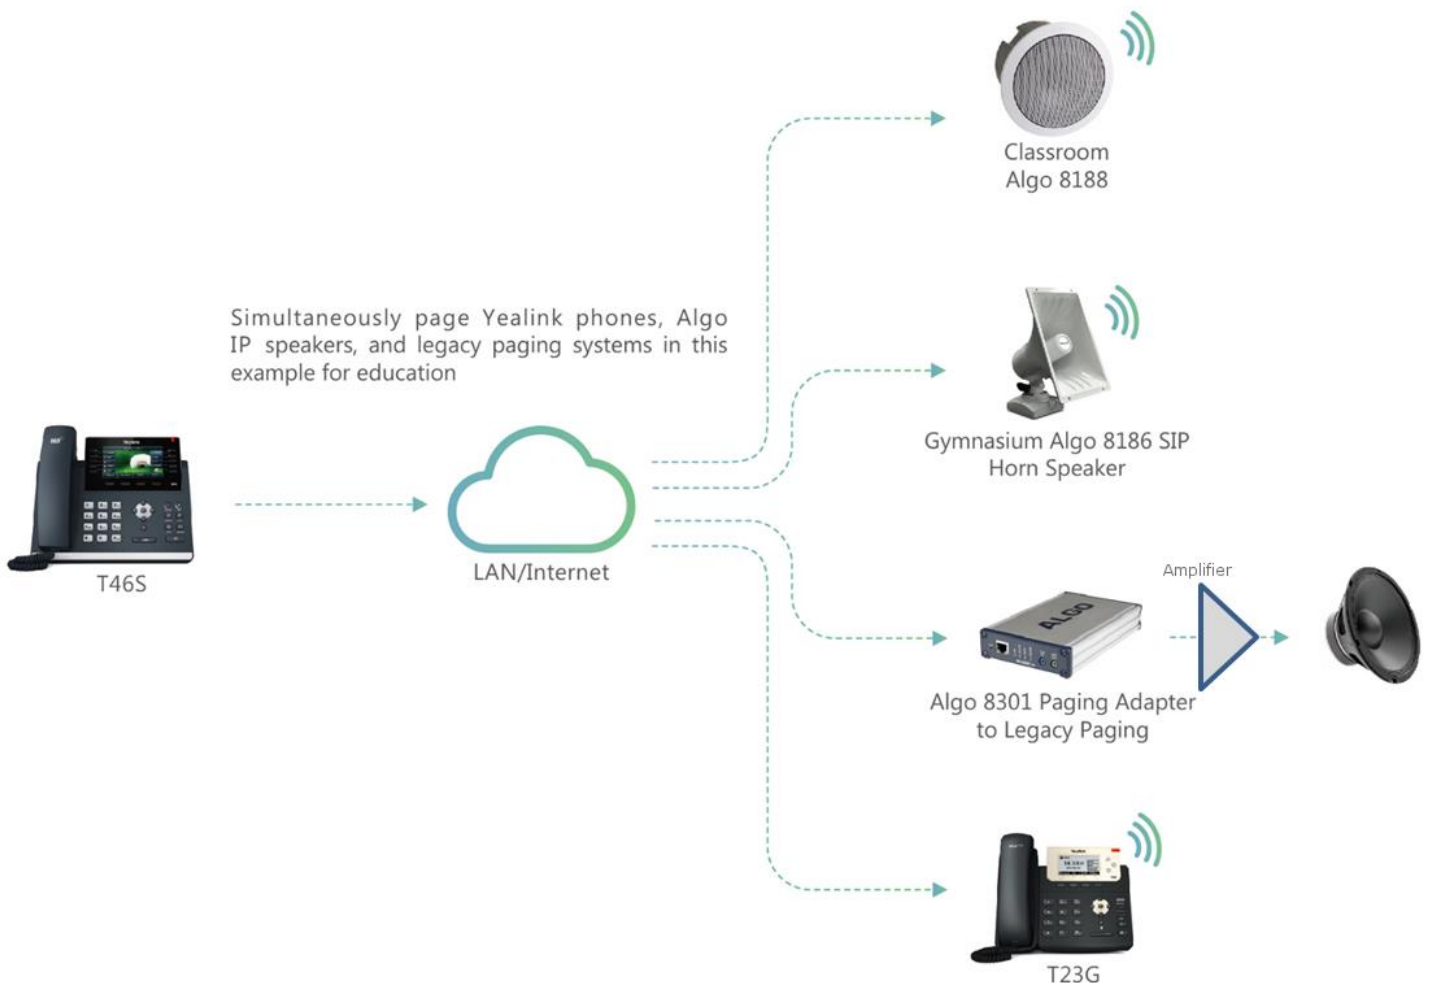 Classroom
Algo 8188
Simultaneously page Yealink phones, Algo
IP speakers, and legacy paging systems in this
example for education
Gymnasium Algo 8186 SIP
Horn Speaker
T46S
LAN/Internet
Amplifier
ALGO
Algo 8301 Paging Adapter
to Legacy Paging
T23G